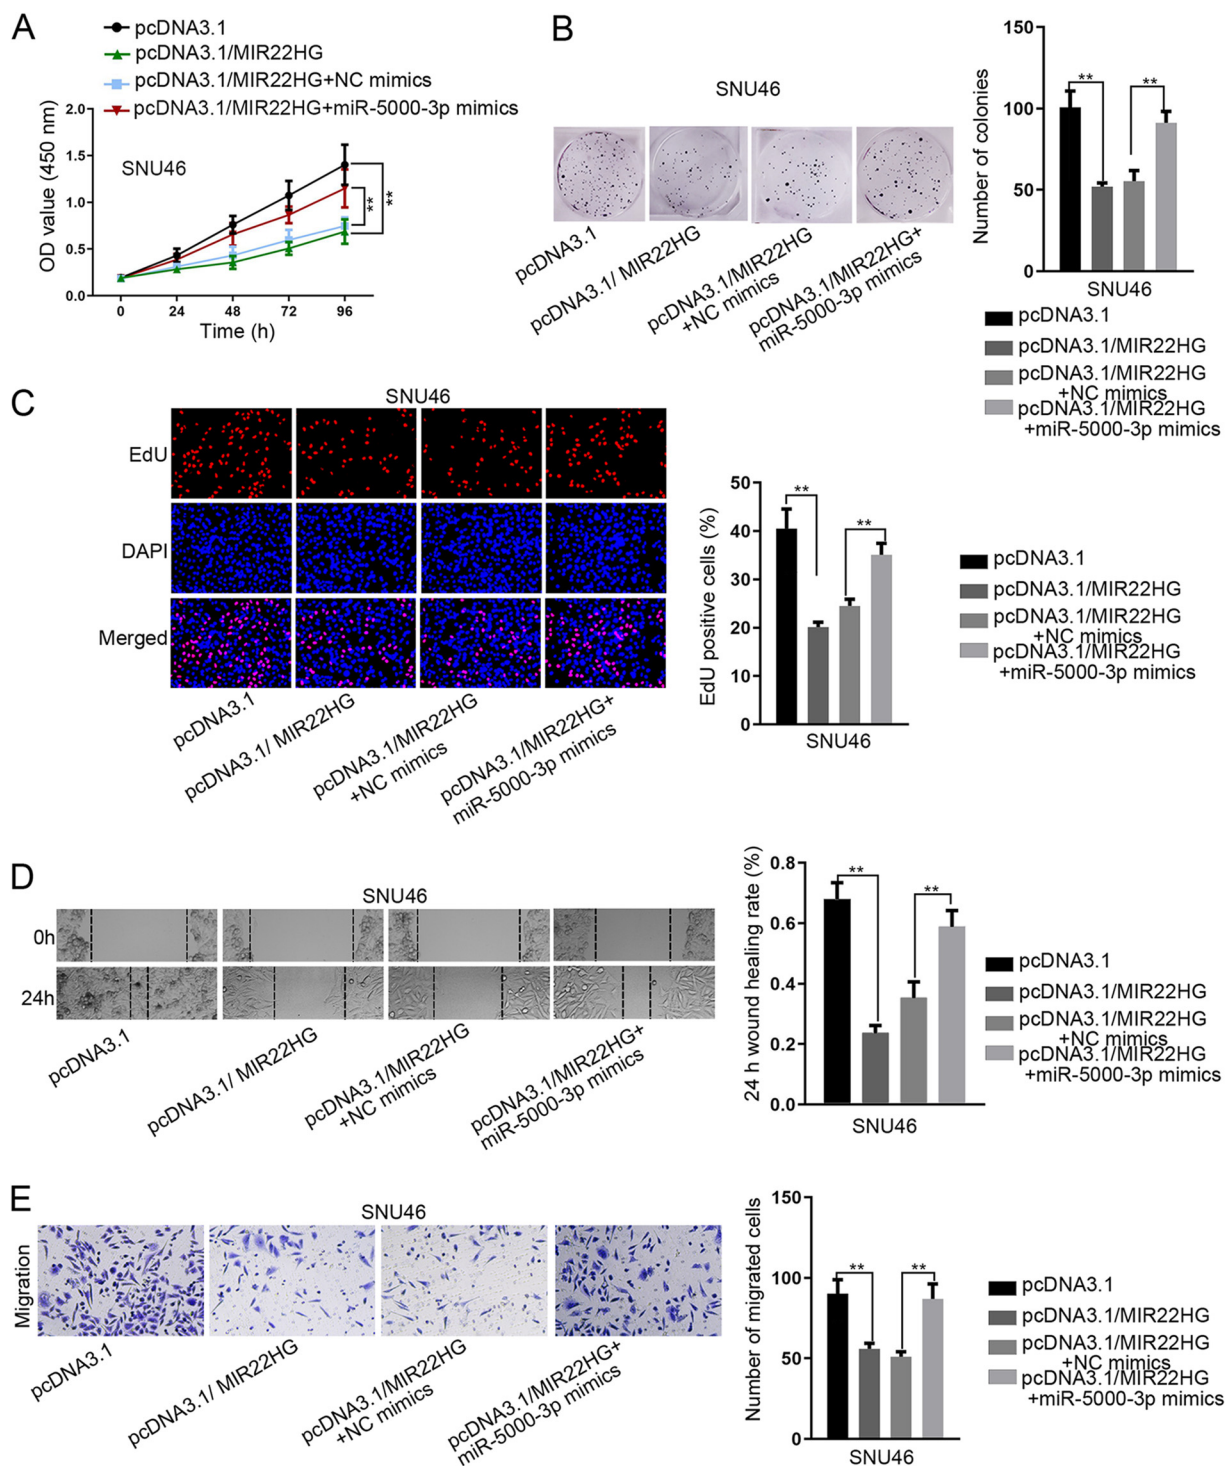 A
pcDNA3.1
pcDNA3.1/MIR22HG
pcDNA3.1/MIR22HG+NC mimics
pcDNA3.1/MIR22HG+miR-5000-3p mimics
OD value (450 nm)
2.0
1.5
1.0
0.5
0.0
SNU46
**
**
0
24
48
72
96
Time (h)
B
SNU46
pcDNA3.1
pcDNA3.1/ MIR22HG
pcDNA3.1/MIR22HG
+NC mimics
pcDNA3.1/MIR22HG+
miR-5000-3p mimics
Number of colonies
150
100
50
0
**
**
SNU46
pcDNA3.1
pcDNA3.1/MIR22HG
pcDNA3.1/MIR22HG
+NC mimics
pcDNA3.1/MIR22HG
+miR-5000-3p mimics
C
SNU46
EdU
DAPI
Merged
pcDNA3.1
pcDNA3.1/ MIR22HG
pcDNA3.1/MIR22HG
+NC mimics
pcDNA3.1/MIR22HG+
miR-5000-3p mimics
EdU positive cells (%)
50
40
30
20
10
0
**
**
SNU46
pcDNA3.1
pcDNA3.1/MIR22HG
pcDNA3.1/MIR22HG
+NC mimics
pcDNA3.1/MIR22HG
+miR-5000-3p mimics
D
SNU46
0h
24h
pcDNA3.1
pcDNA3.1/ MIR22HG
pcDNA3.1/MIR22HG
+NC mimics
pcDNA3.1/MIR22HG+
miR-5000-3p mimics
24 h wound healing rate (%)
0.8
0.6
0.4
0.2
0.0
**
**
SNU46
pcDNA3.1
pcDNA3.1/MIR22HG
pcDNA3.1/MIR22HG
+NC mimics
pcDNA3.1/MIR22HG
+miR-5000-3p mimics
E
SNU46
Migration
pcDNA3.1
pcDNA3.1/ MIR22HG
pcDNA3.1/MIR22HG
+NC mimics
pcDNA3.1/MIR22HG+
miR-5000-3p mimics
Number of migrated cells
150
100
50
0
**
**
SNU46
pcDNA3.1
pcDNA3.1/MIR22HG
pcDNA3.1/MIR22HG
+NC mimics
pcDNA3.1/MIR22HG
+miR-5000-3p mimics